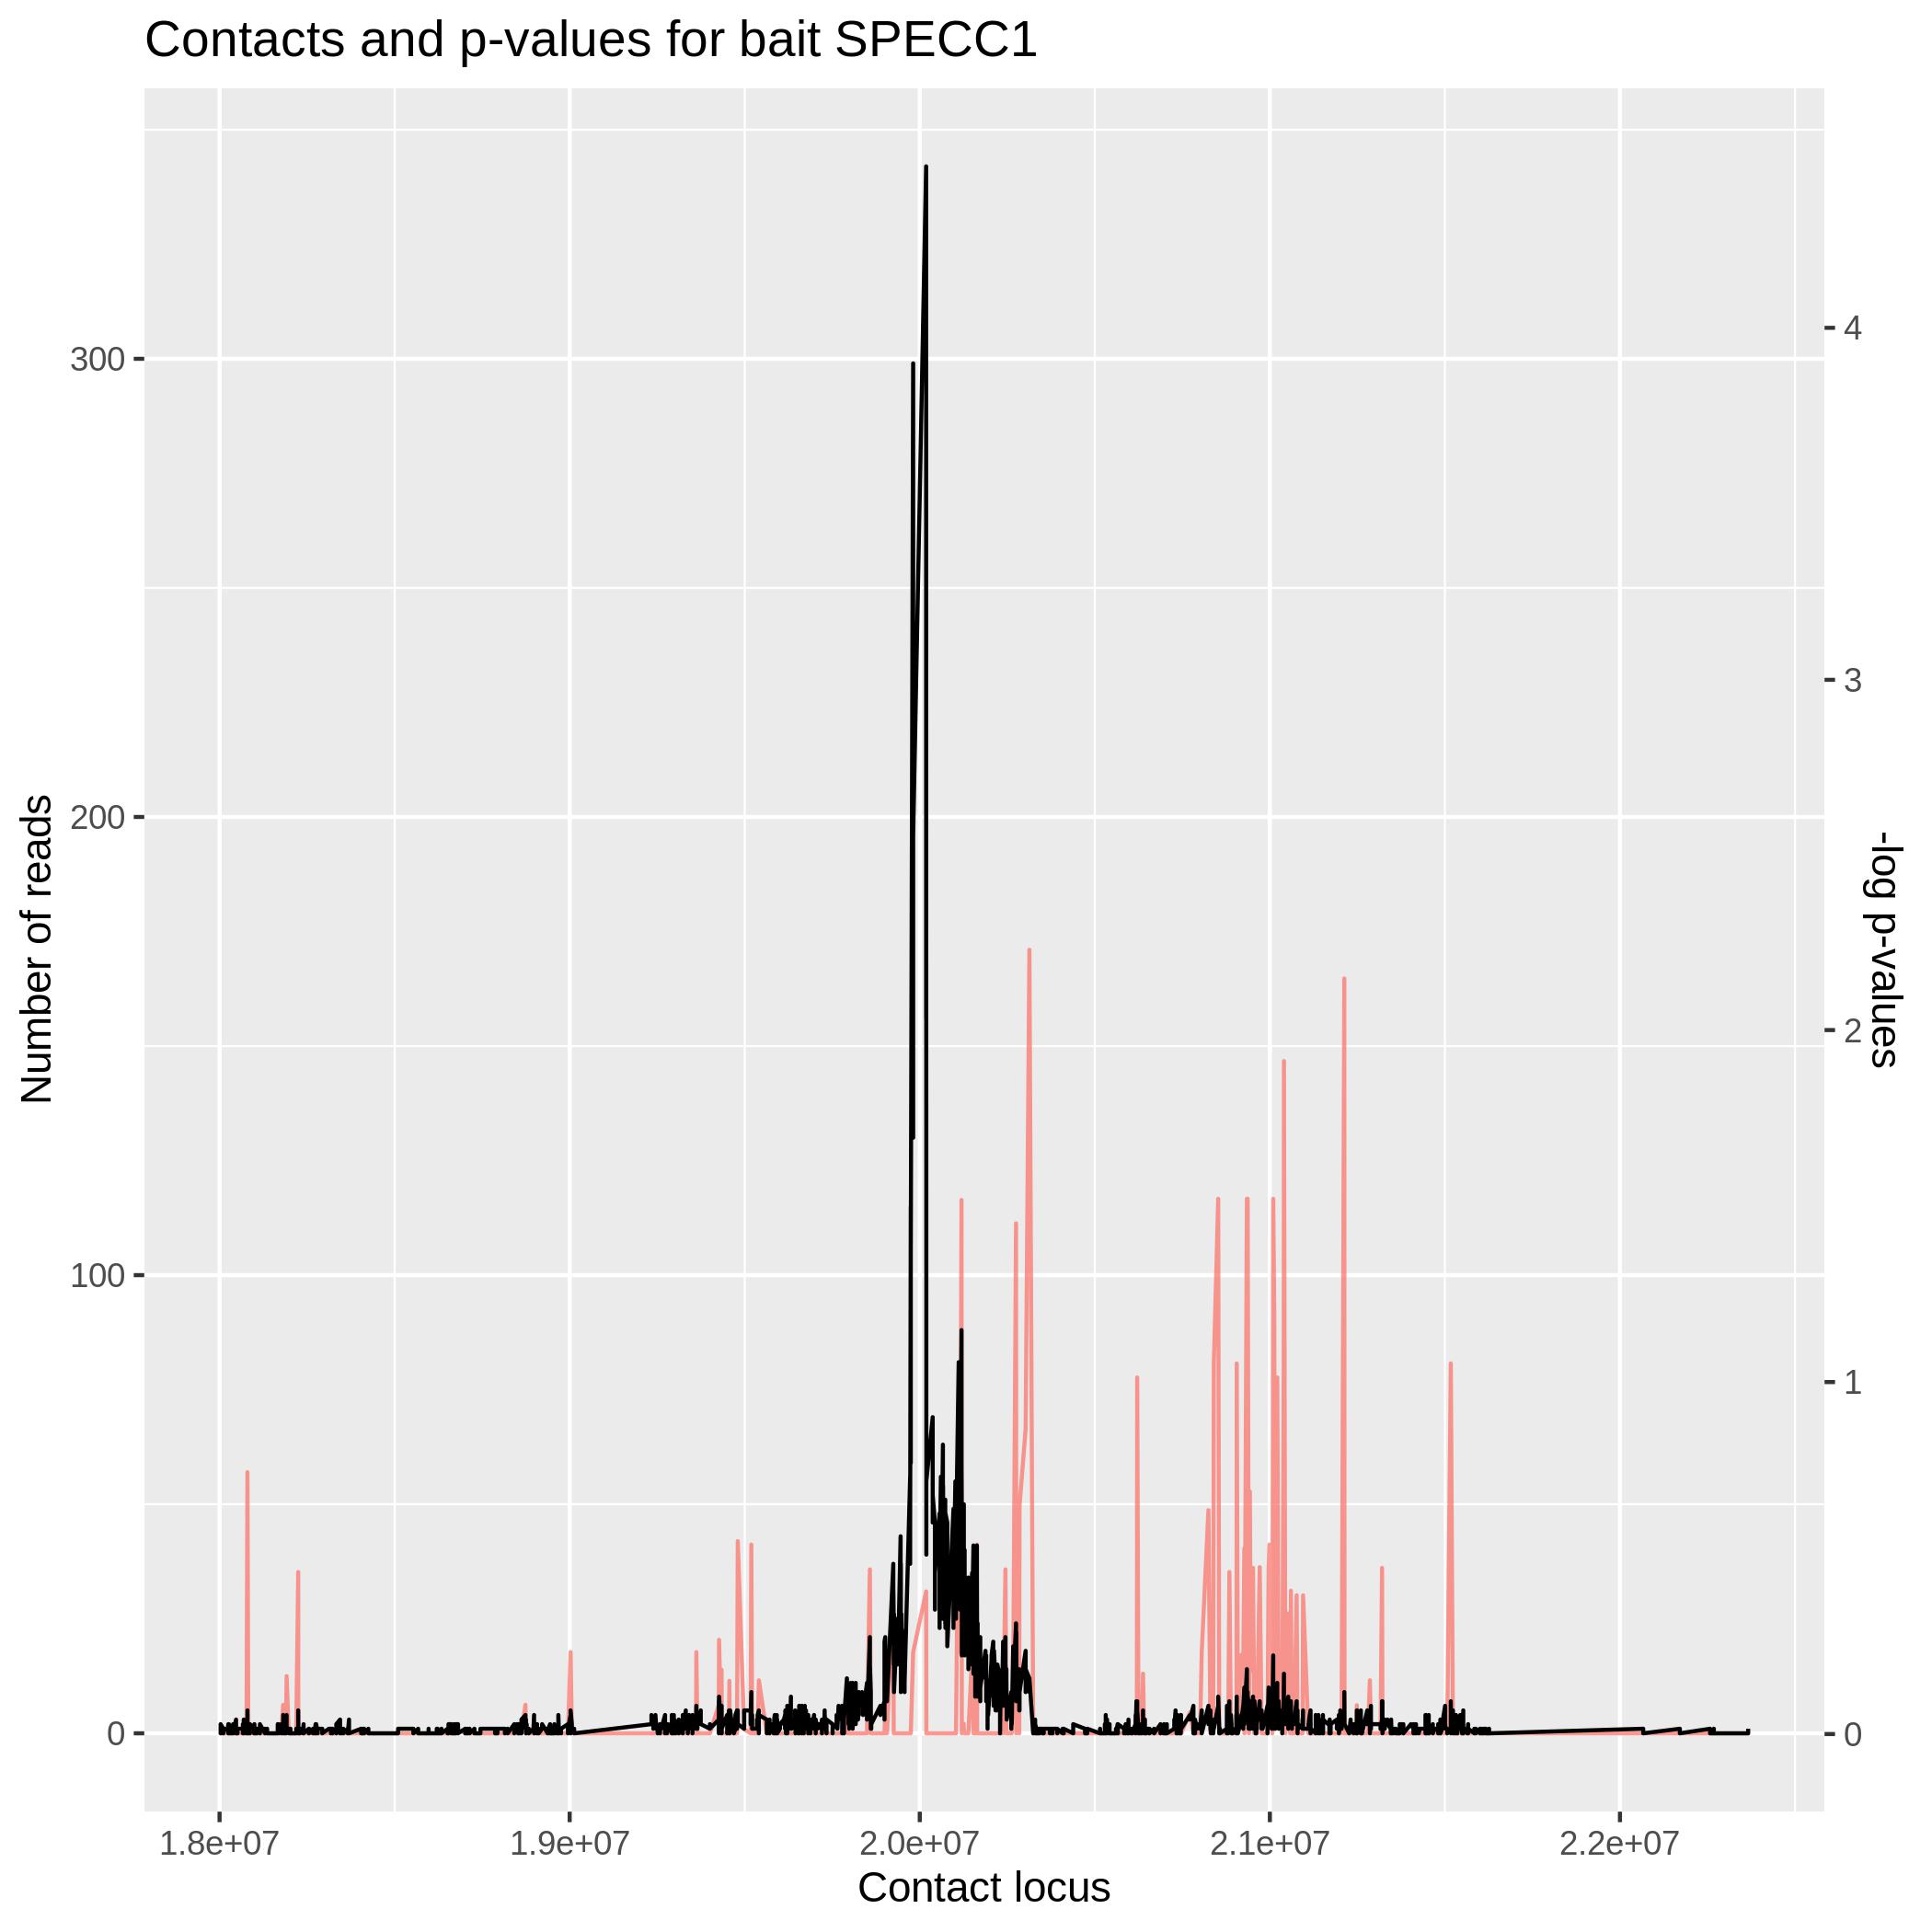 Contacts and p-values for bait SPECC1
Number of reads
300
200
100
0
4
3
2
1
0
-log p-values
1.8e+07 1.9e+07 2.0e+07 2.1e+07 2.2e+07
Contact locus